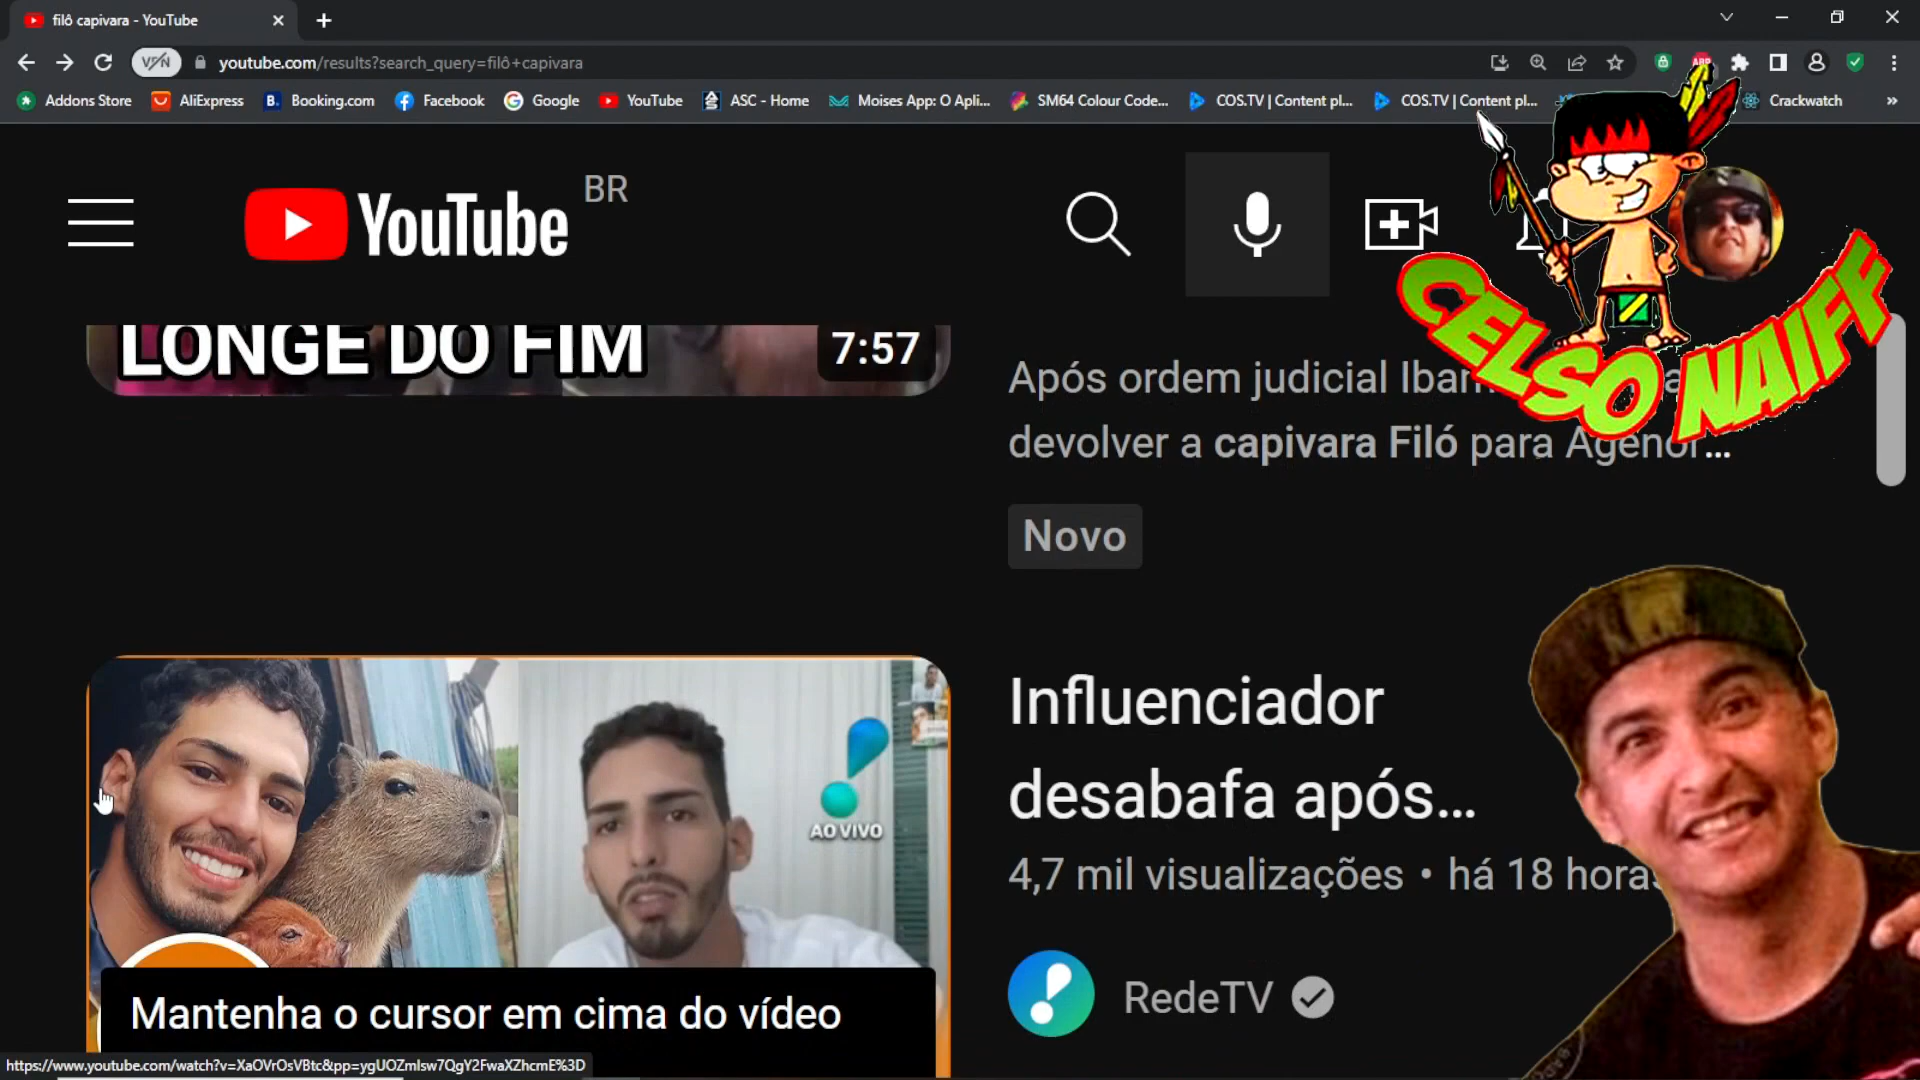 filô capivara - YouTube
VPN
youtube.com/results?search_query=filô+capivara
ABP
Addons Store
AliExpress
B.
Booking.com
Facebook
Google
YouTube
ASC - Home
Moises App: O Apli...
SM64 Colour Code...
COS.TV | Content pl...
COS.TV | Content pl...
Crackwatch
»
YouTube
BR
CELSO NAIFF
LONGE DO FIM
7:57
Após ordem judicial
devolver a capivara Filó para Agenor...
Novo
AO VIVO
Influenciador
desabafa após...
4,7 mil visualizações • há 18 horas
RedeTV
Mantenha o cursor em cima do vídeo
https://www.youtube.com/watch?v=XaOVrOsVBtc&pp=ygUOZmlsw7QgY2FwaXZhcmE%3D